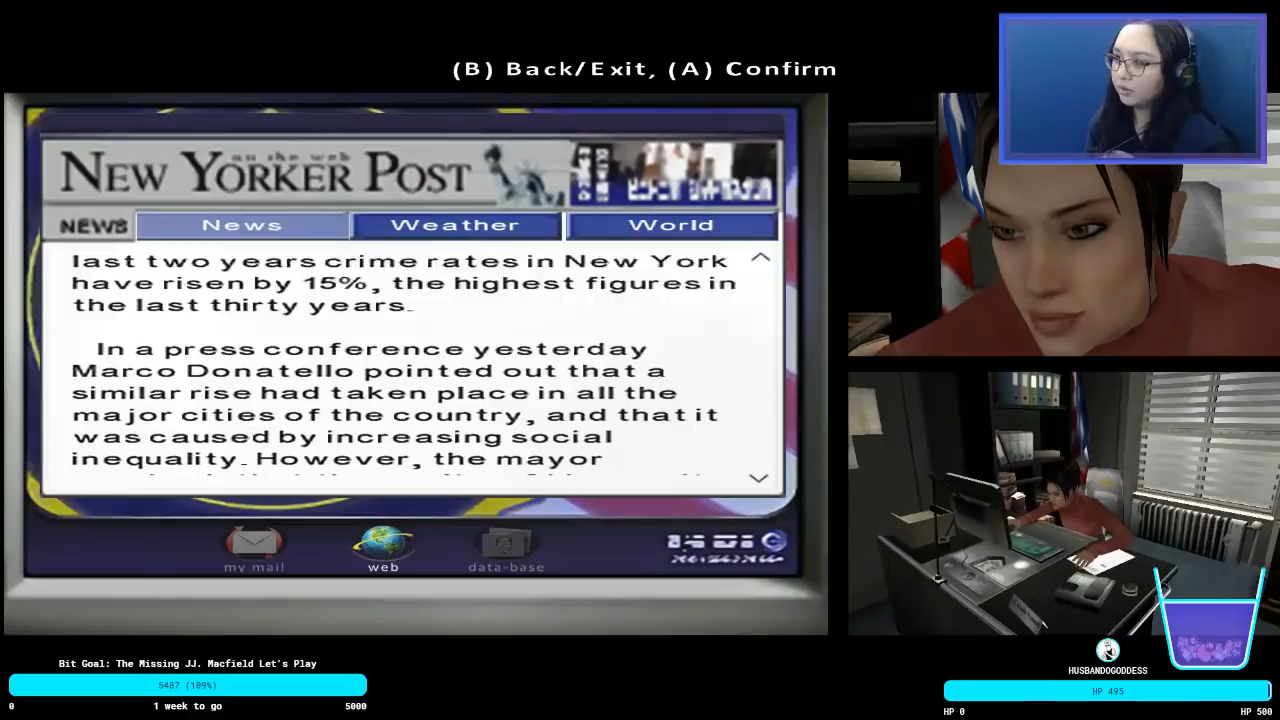 (B) Back/Exit, (A) Confirm
NEW YORKER POST
on the web
NEWS
News
Weather
World
last two years crime rates in New York
have risen by 15%, the highest figures in
the last thirty years.
In a press conference yesterday
Marco Donatello pointed out that a
similar rise had taken place in all the
major cities of the country, and that it
was caused by increasing social
inequality. However, the mayor
my mail
web
data-base
Bit Goal: The Missing JJ. Macfield Let's Play
5487 (109%)
0
1 week to go
5000
HUSBANDOGODDESS
HP 495
HP 0
HP 500